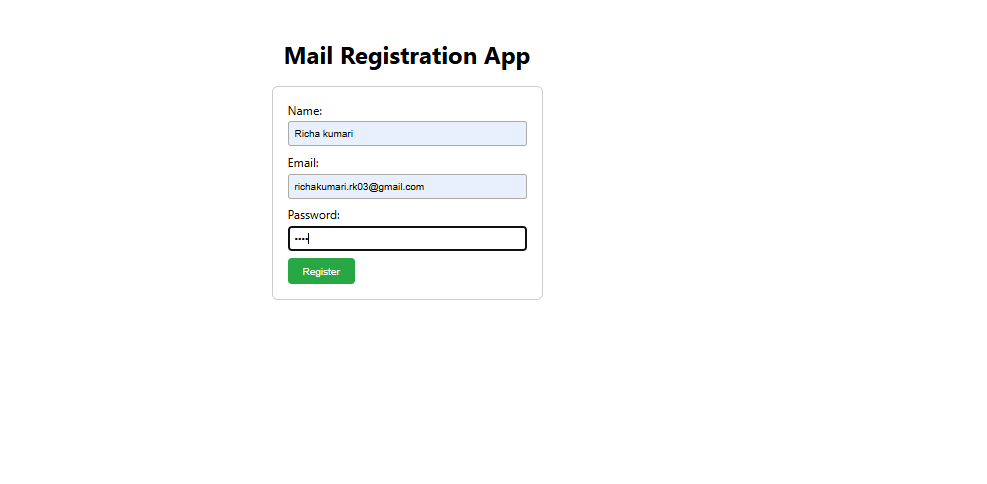 Mail Registration App
Name:
Richa kumari
Email:
richakumari.rk03@gmail.com
Password:
••••
Register